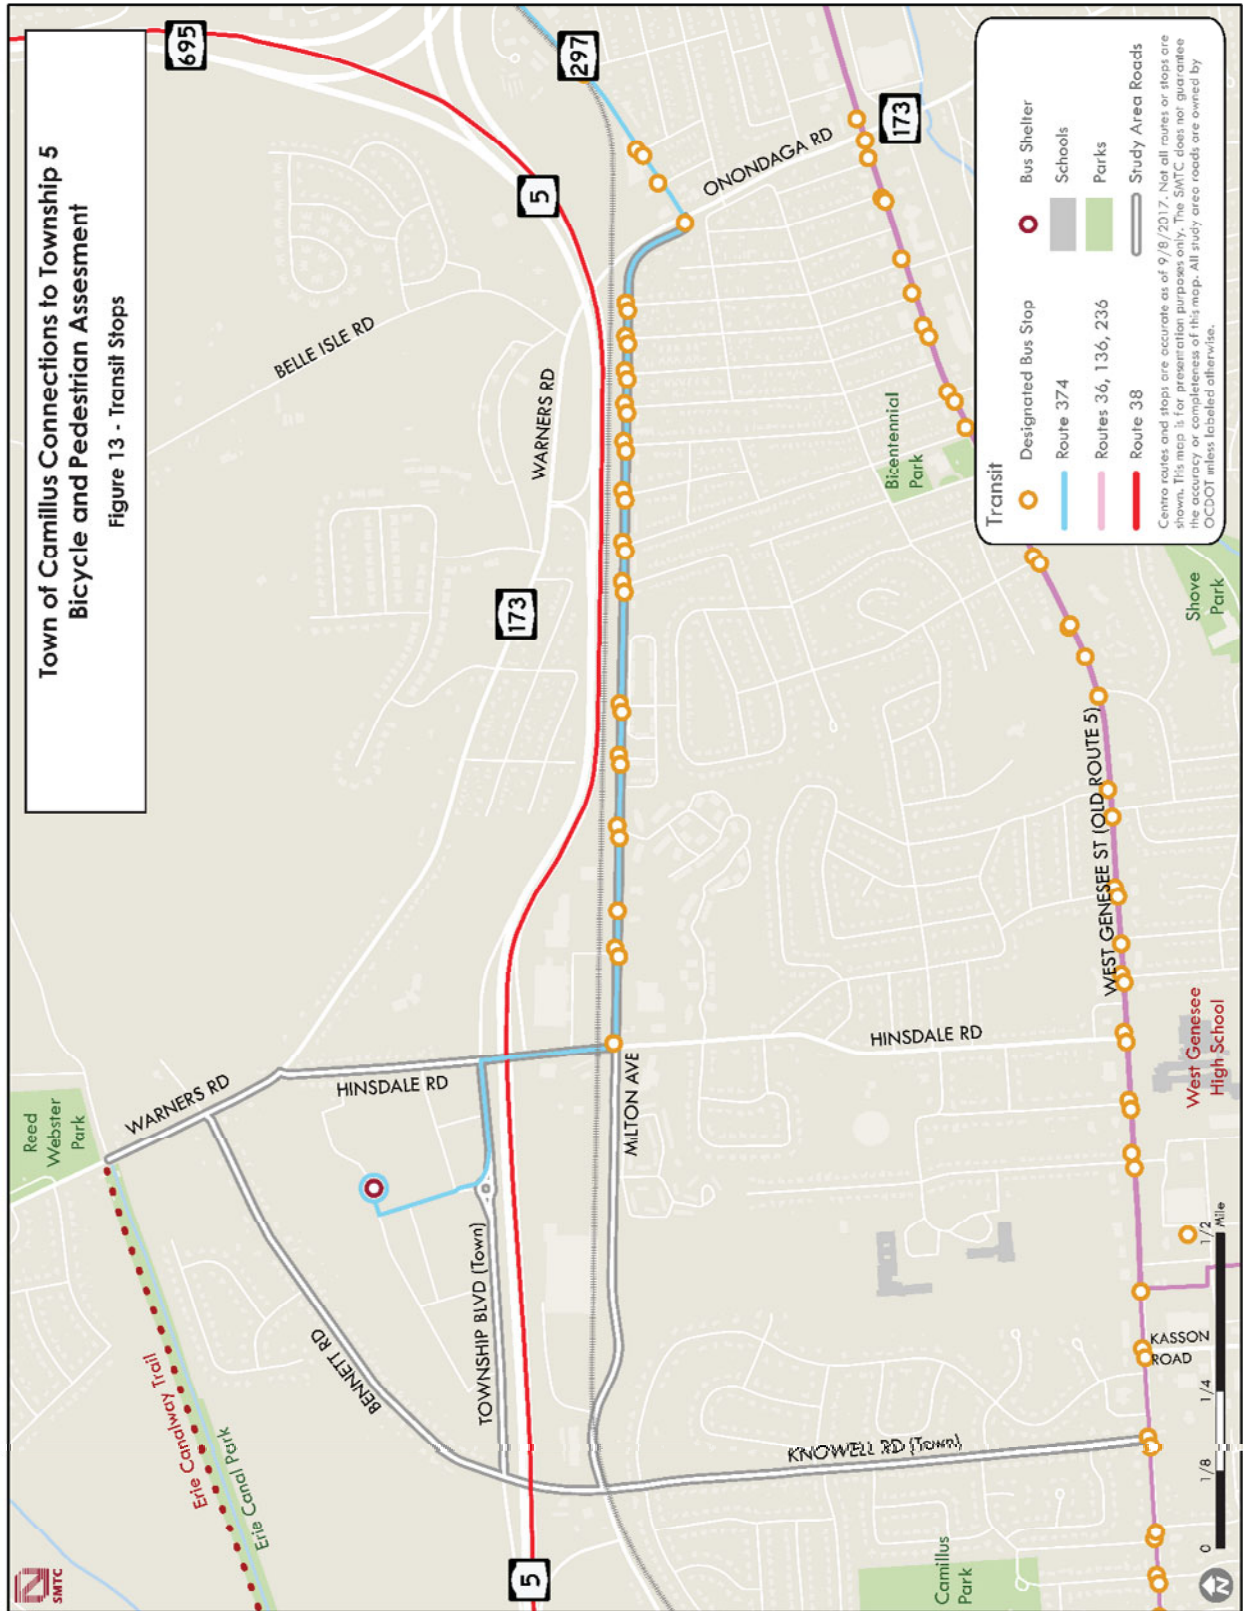 Town of Camillus Connections to Township 5
Bicycle and Pedestrian Assesment
Figure 13 - Transit Stops
695
5
297
173
ONONDAGA RD
BELLE ISLE RD
WARNERS RD
173
Bicentennial
Park
Shove
Park
WEST GENESEE ST (OLD ROUTE 5)
Reed
Webster
Park
WARNERS RD
HINSDALE RD
HINSDALE RD
MILTON AVE
West Genesee
High School
Erie Canalway Trail
Erie Canal Park
BENNETT RD
TOWNSHIP BLVD (Town)
KNOWELL RD (Town)
KASSON
ROAD
5
Camillus
Park
SMTC
Transit
Designated Bus Stop
Route 374
Routes 36, 136, 236
Route 38
Bus Shelter
Schools
Parks
Study Area Roads
Centro routes and stops are accurate as of 9/8/2017. Not all routes or stops are
shown. This map is for presentation purposes only. The SMTC does not guarantee
the accuracy or completeness of this map. All study area roads are owned by
OCDOT unless labeled otherwise.
N
0 1/8 1/4 1/2
Mile